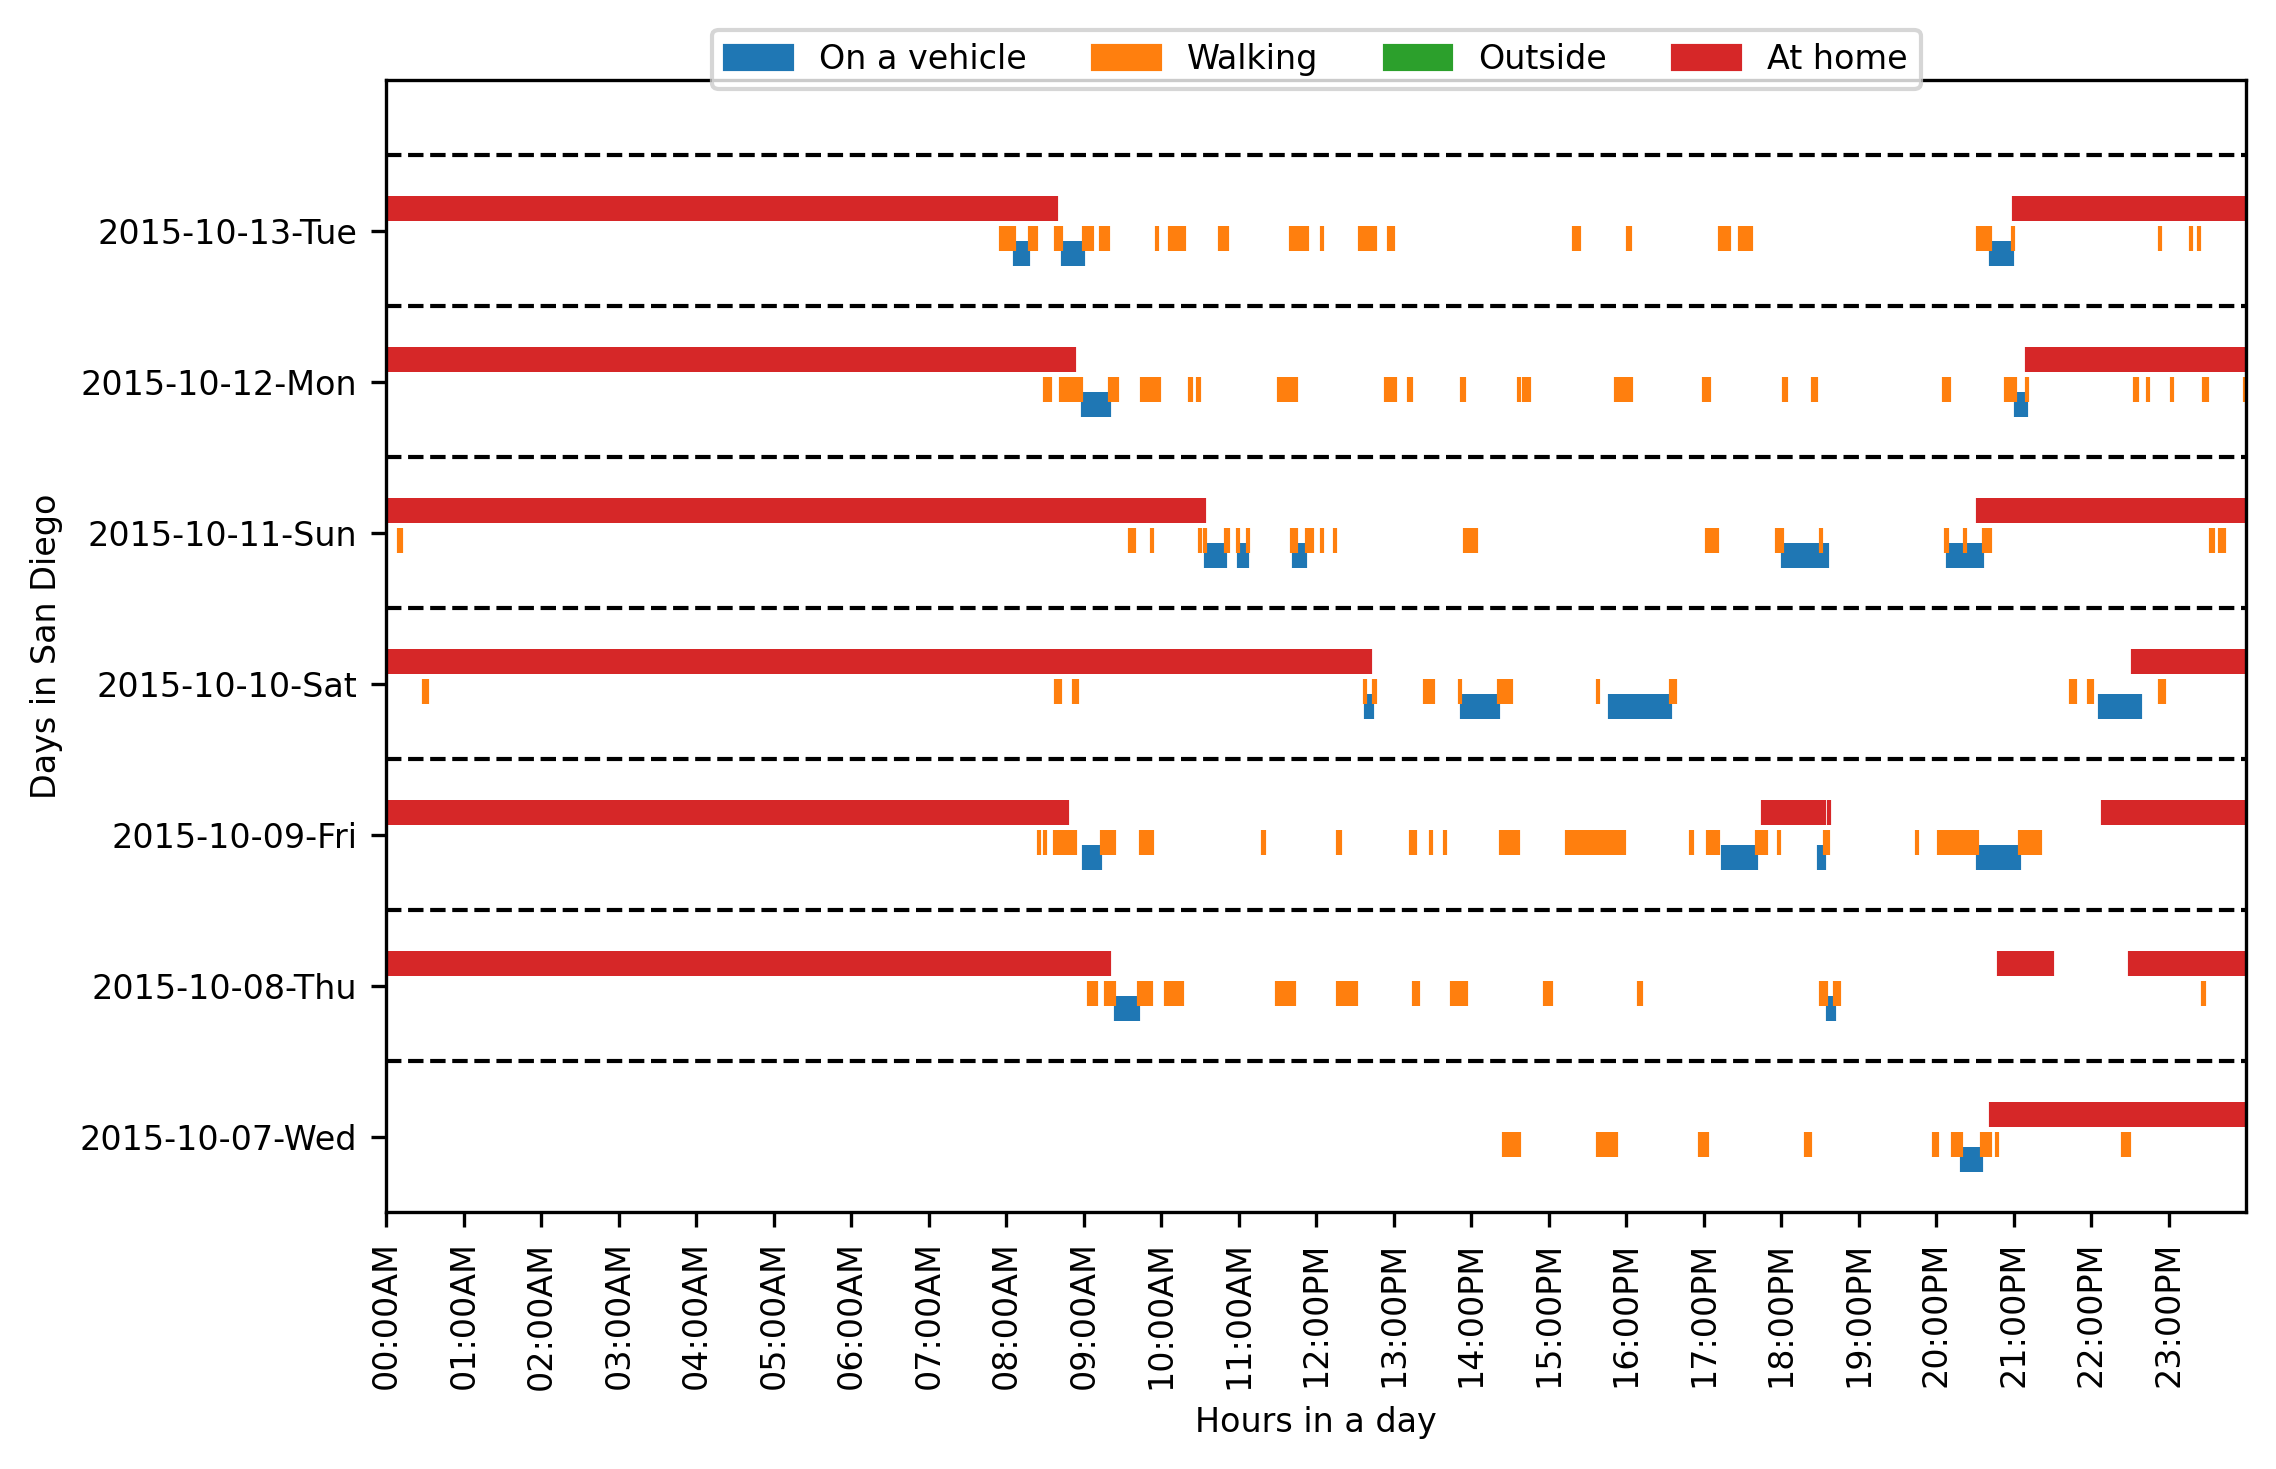 On a vehicle Walking Outside At home
2015-10-13-Tue
2015-10-12-Mon
2015-10-11-Sun
2015-10-10-Sat
2015-10-09-Fri
2015-10-08-Thu
2015-10-07-Wed
Days in San Diego
00:00AM 01:00AM 02:00AM 03:00AM 04:00AM 05:00AM 06:00AM 07:00AM 08:00AM 09:00AM 10:00AM 11:00AM 12:00PM 13:00PM 14:00PM 15:00PM 16:00PM 17:00PM 18:00PM 19:00PM 20:00PM 21:00PM 22:00PM 23:00PM
Hours in a day